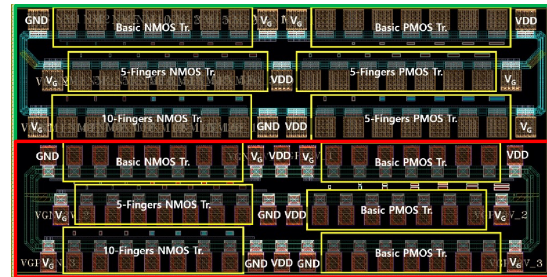 GND Basic NMOS Tr. VG VG Basic PMOS Tr. VDD
VG 5-Fingers NMOS Tr. VDD 5-Fingers PMOS Tr. VG
VG 10-Fingers NMOS Tr. GND VDD 5-Fingers PMOS Tr. VG
GND Basic NMOS Tr. VG VDD VG Basic PMOS Tr. VDD
VG 5-Fingers NMOS Tr. GND VDD Basic PMOS Tr. VG
VG 10-Fingers NMOS Tr. GND VDD GND Basic PMOS Tr. VG